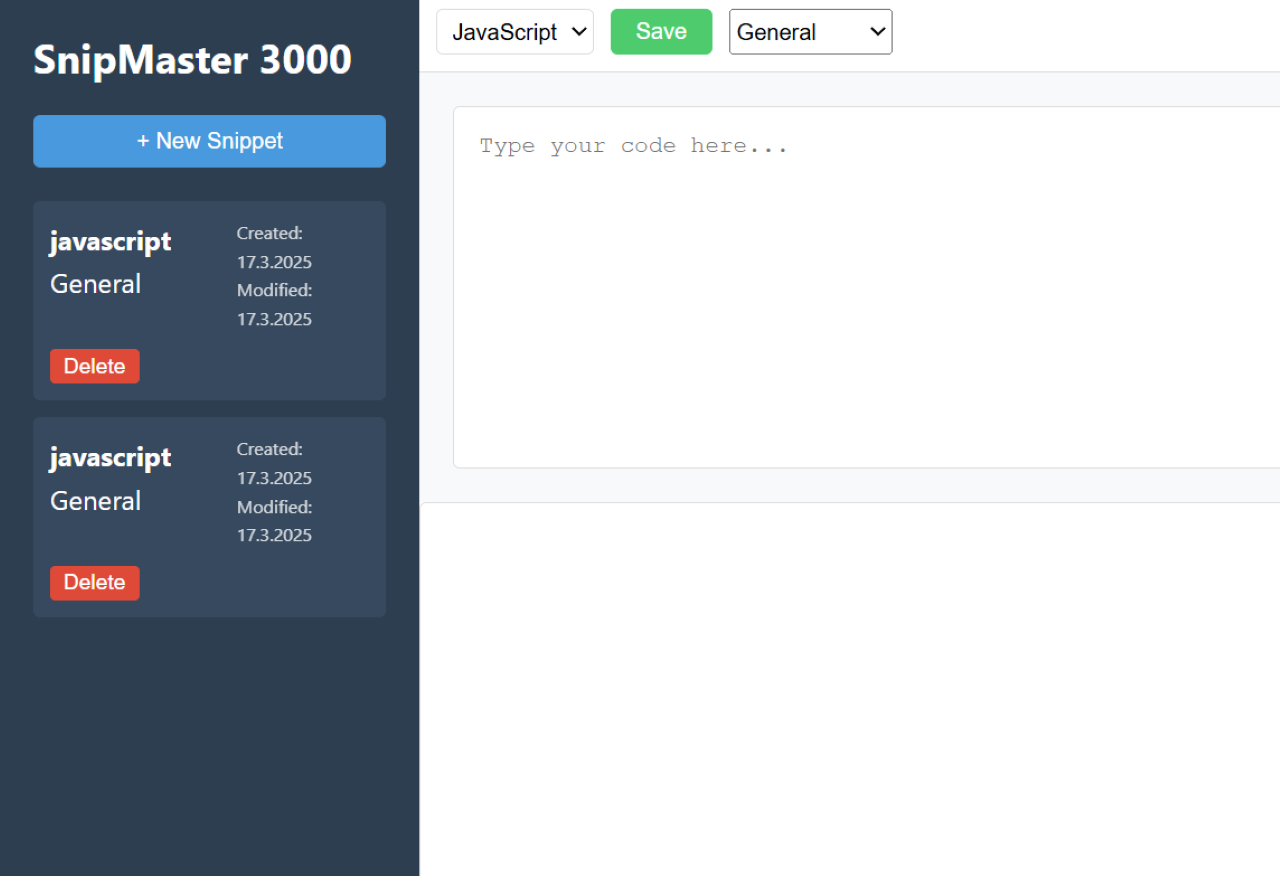 SnipMaster 3000
+ New Snippet
javascript
General
Created:
17.3.2025
Modified:
17.3.2025
Delete
javascript
General
Created:
17.3.2025
Modified:
17.3.2025
Delete
JavaScript
Save
General
Type your code here...